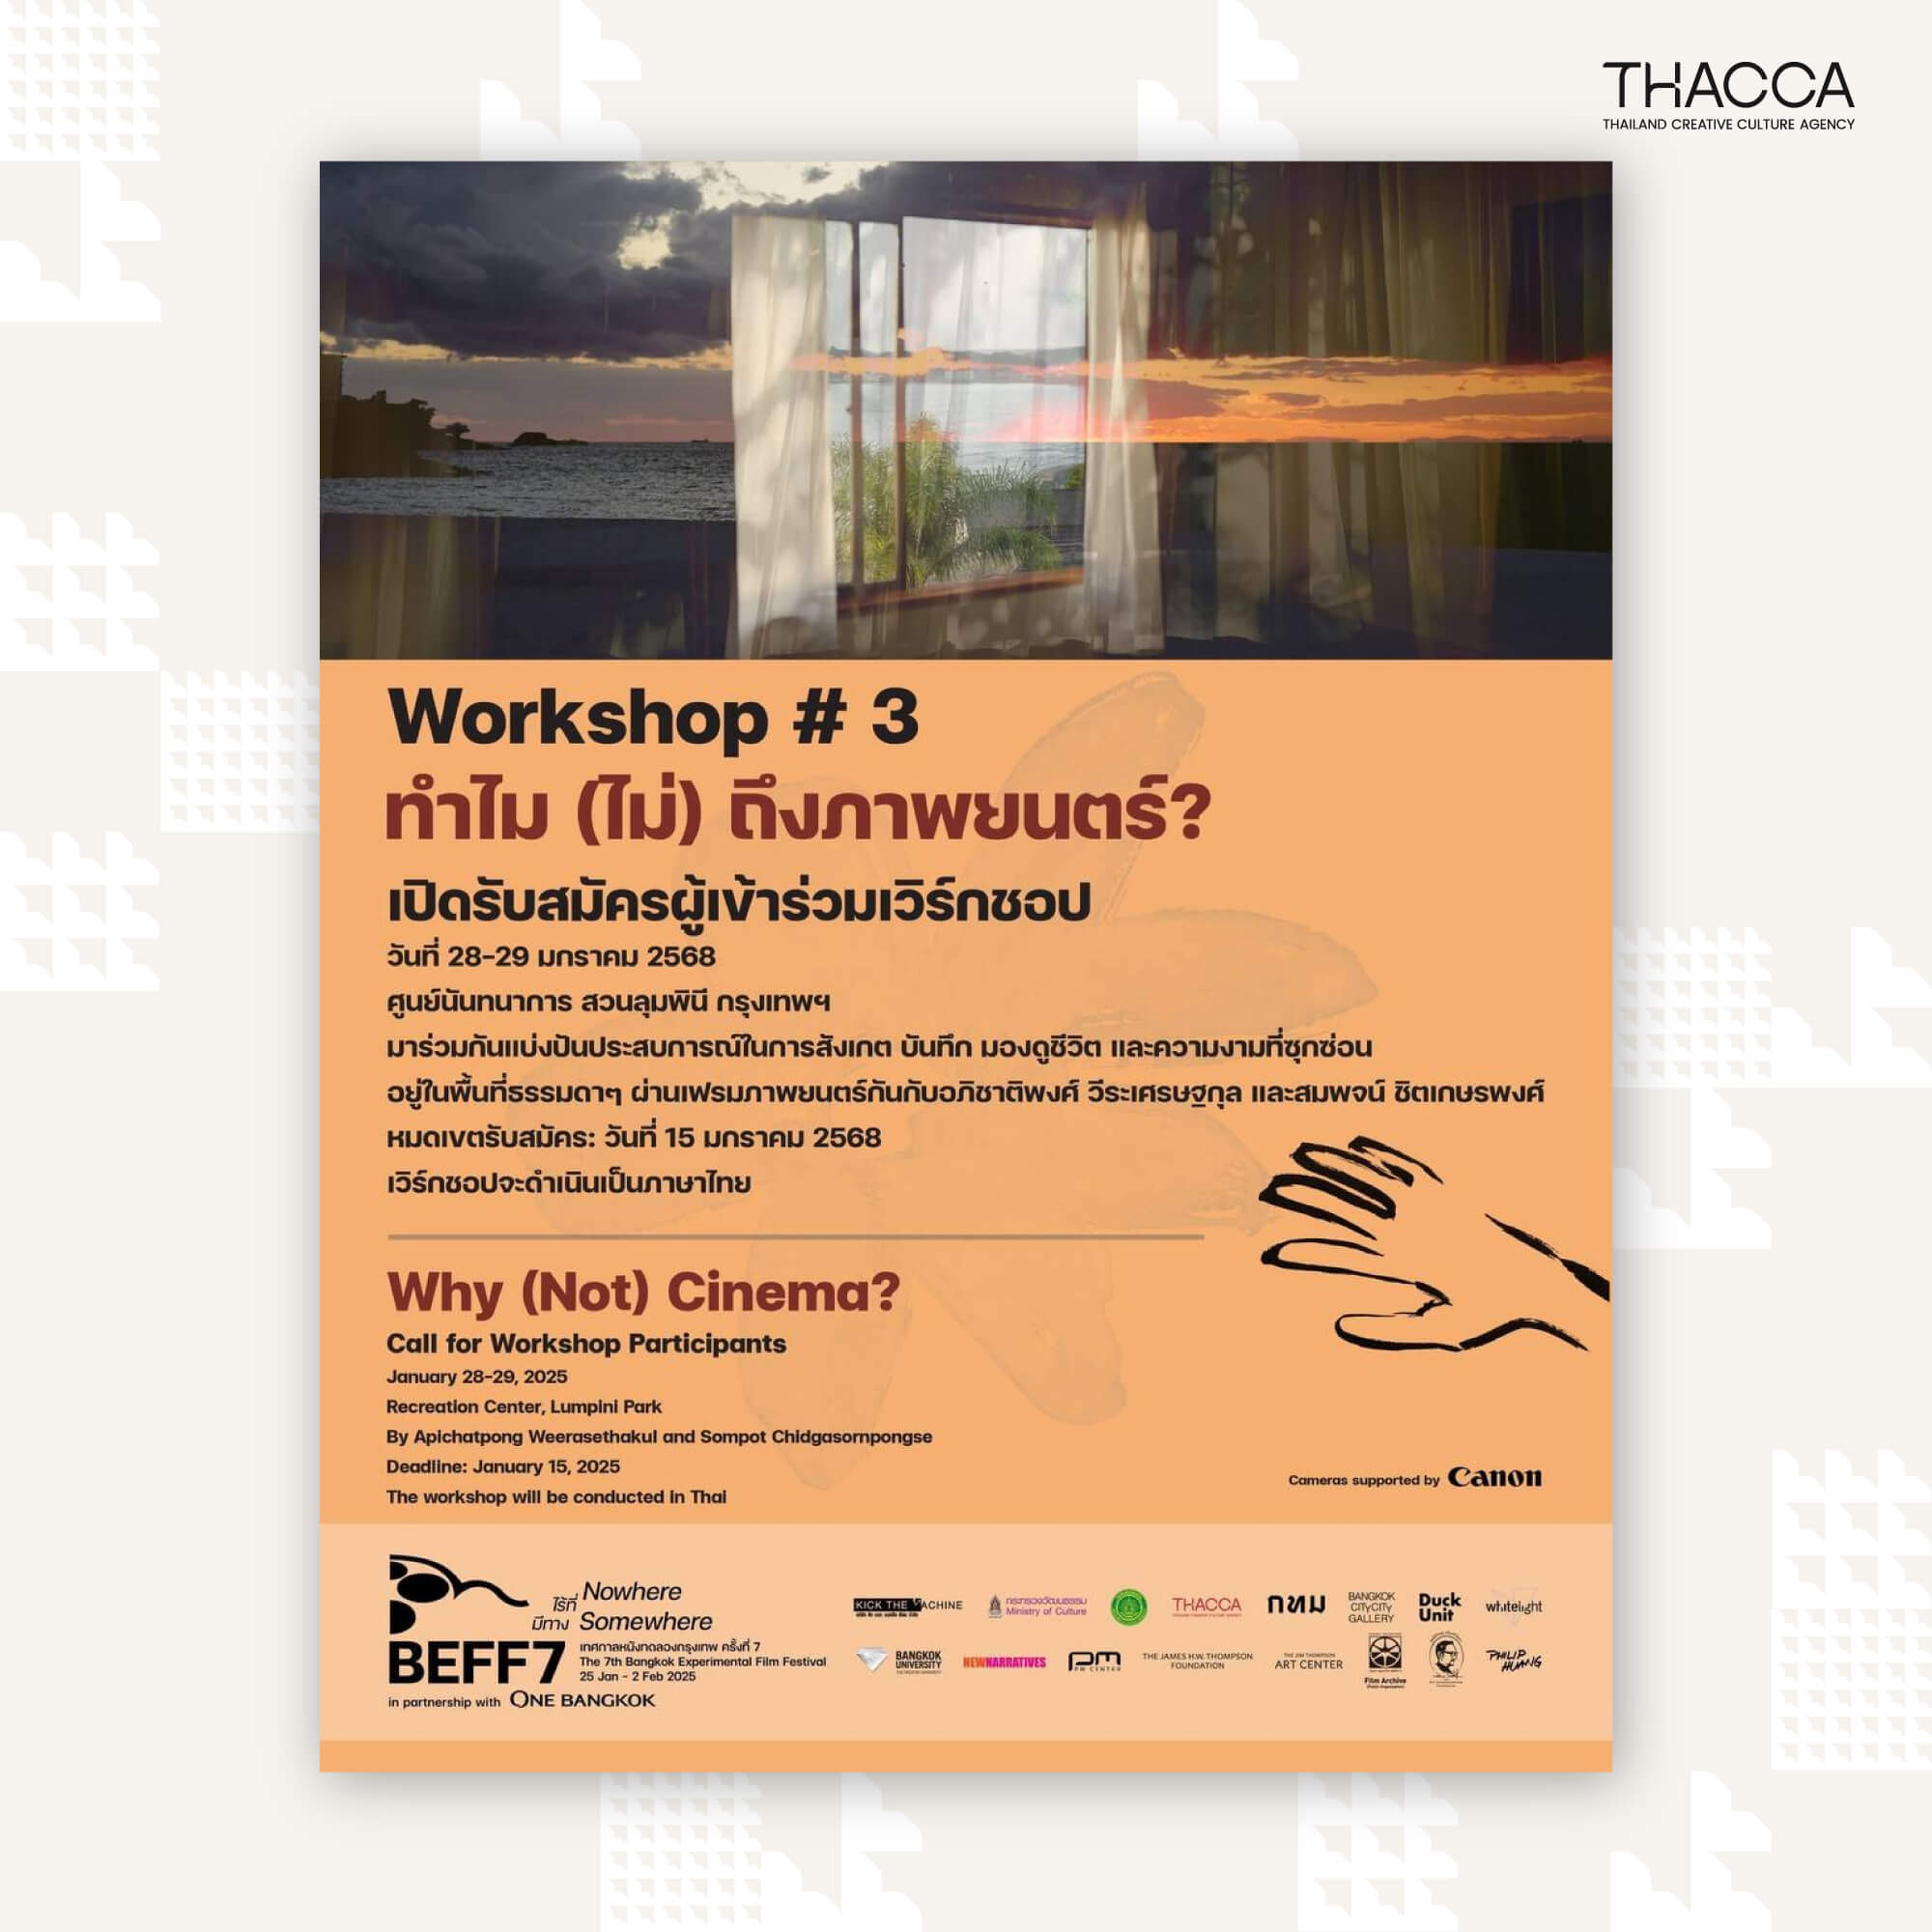 THACCA
THAILAND CREATIVE CULTURE AGENCY
Workshop # 3
ทำไม (ไม่) ถึงภาพยนตร์?
เปิดรับสมัครผู้เข้าร่วมเวิร์กชอป
วันที่ 28-29 มกราคม 2568
ศูนย์นันทนาการ สวนลุมพินี กรุงเทพฯ
มาร่วมกันแบ่งปันประสบการณ์ในการสังเกต บันทึก มองดูชีวิต และความงามที่ซุกซ่อน
อยู่ในพื้นที่ธรรมดาๆ ผ่านเฟรมภาพยนตร์กันกับอภิชาติพงศ์ วีระเศรษฐกุล และสมพจน์ ชิตเกษรพงศ์
หมดเขตรับสมัคร: วันที่ 15 มกราคม 2568
เวิร์กชอปจะดำเนินเป็นภาษาไทย
Why (Not) Cinema?
Call for Workshop Participants
January 28-29, 2025
Recreation Center, Lumpini Park
By Apichatpong Weerasethakul and Sompot Chidgasornpongse
Deadline: January 15, 2025
The workshop will be conducted in Thai
Cameras supported by Canon
ไร้ที่ Nowhere
มีทาง Somewhere
BEFF7
เทศกาลหนังทดลองกรุงเทพ ครั้งที่ 7
The 7th Bangkok Experimental Film Festival
25 Jan - 2 Feb 2025
in partnership with ONE BANGKOK
KICK THE MACHINE
กระทรวงวัฒนธรรม
Ministry of Culture
THACCA
กทม
BANGKOK
CITYCITY
GALLERY
Duck
Unit
whitelight
BANGKOK
UNIVERSITY
NEWNARRATIVES
PM CENTER
THE JAMES H.W. THOMPSON
FOUNDATION
THE JIM THOMPSON
ART CENTER
Film Archive
PHILIP
HUANG